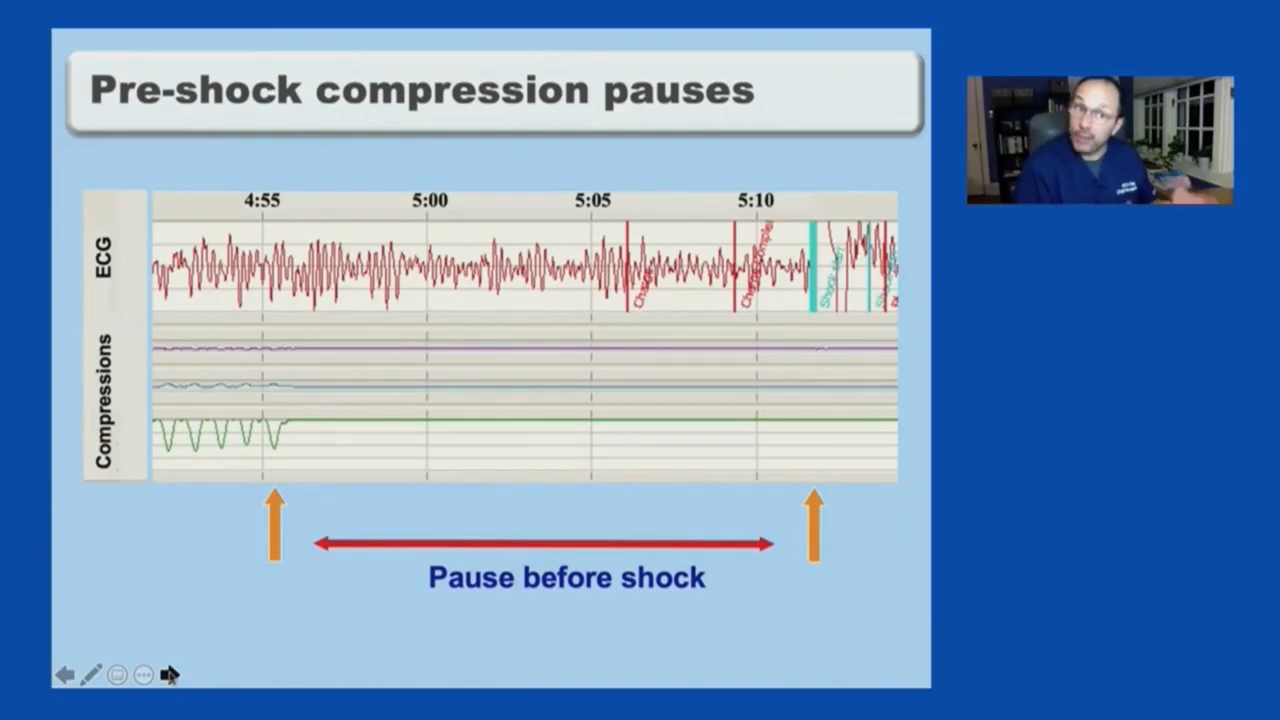 Pre-shock compression pauses
4:55 5:00 5:05 5:10
ECG
Compressions
Pause before shock